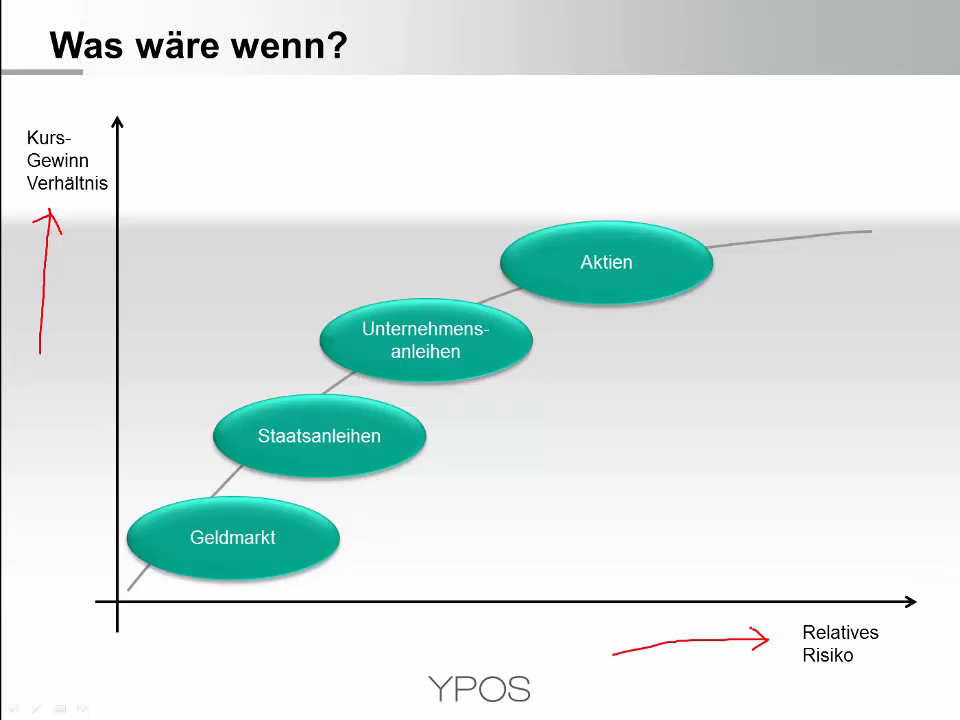 Was wäre wenn?
Kurs-
Gewinn
Verhältnis
Aktien
Unternehmens-
anleihen
Staatsanleihen
Geldmarkt
Relatives
Risiko
YPOS